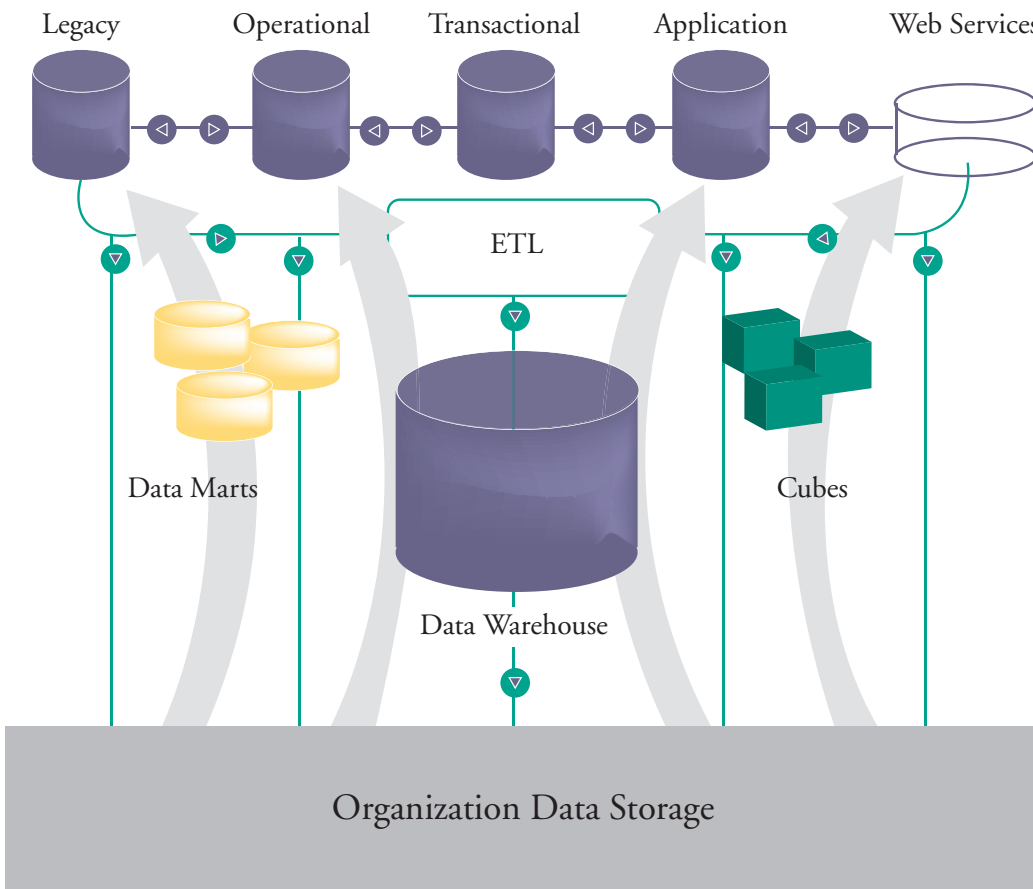 Legacy
Operational
Transactional
Application
Web Services
ETL
Data Marts
Cubes
Data Warehouse
Organization Data Storage